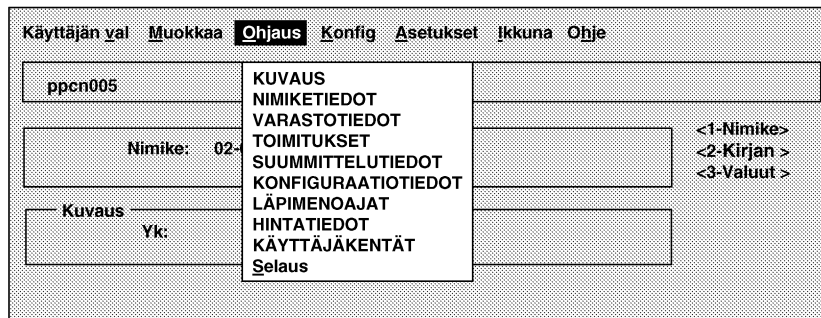 Käyttäjän val Muokkaa Ohjaus Konfig Asetukset Ikkuna Ohje
ppcn005
KUVAUS
NIMIKETIEDOT
VARASTOTIEDOT
TOIMITUKSET
SUUMMITTELUTIEDOT
KONFIGURAATIOTIEDOT
LÄPIMENOAJAT
HINTATIEDOT
KÄYTTÄJÄKENTÄT
Selaus
Nimike: 02-
<1-Nimike>
<2-Kirjan >
<3-Valuut >
Kuvaus
Yk: